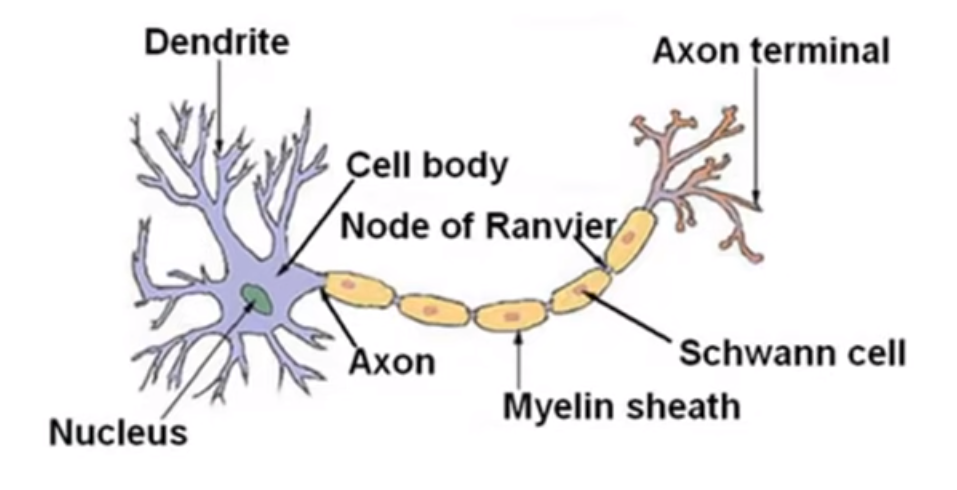 Dendrite
Axon terminal
Cell body
Node of Ranvier
Axon
Schwann cell
Myelin sheath
Nucleus